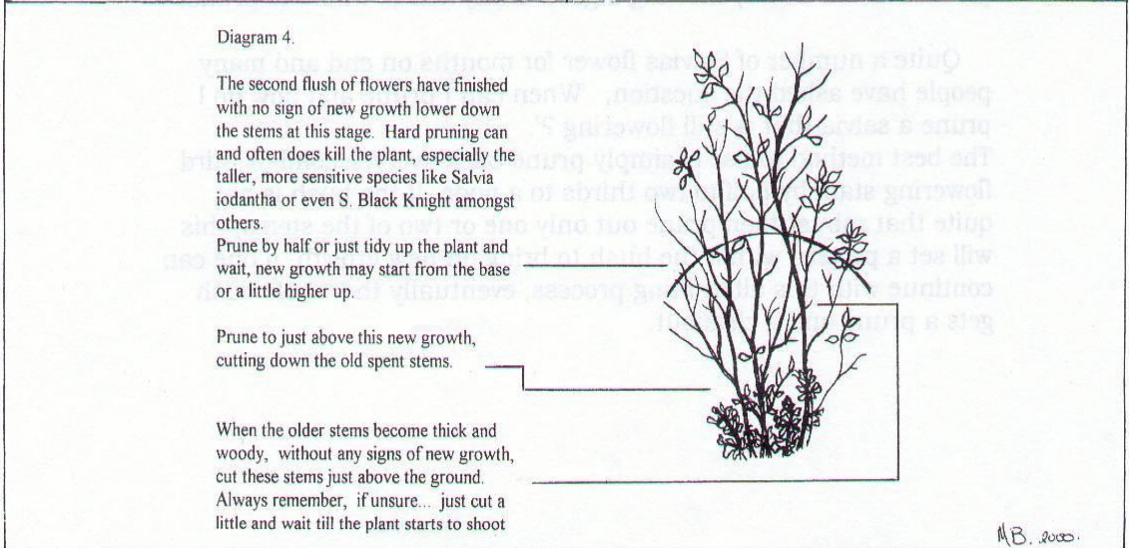 Diagram 4.
The second flush of flowers have finished
with no sign of new growth lower down
the stems at this stage. Hard pruning can
and often does kill the plant, especially the
taller, more sensitive species like Salvia
iodantha or even S. Black Knight amongst
others.
Prune by half or just tidy up the plant and
wait, new growth may start from the base
or a little higher up.
Prune to just above this new growth,
cutting down the old spent stems.
When the older stems become thick and
woody, without any signs of new growth,
cut these stems just above the ground.
Always remember, if unsure... just cut a
little and wait till the plant starts to shoot
MB. 2000.